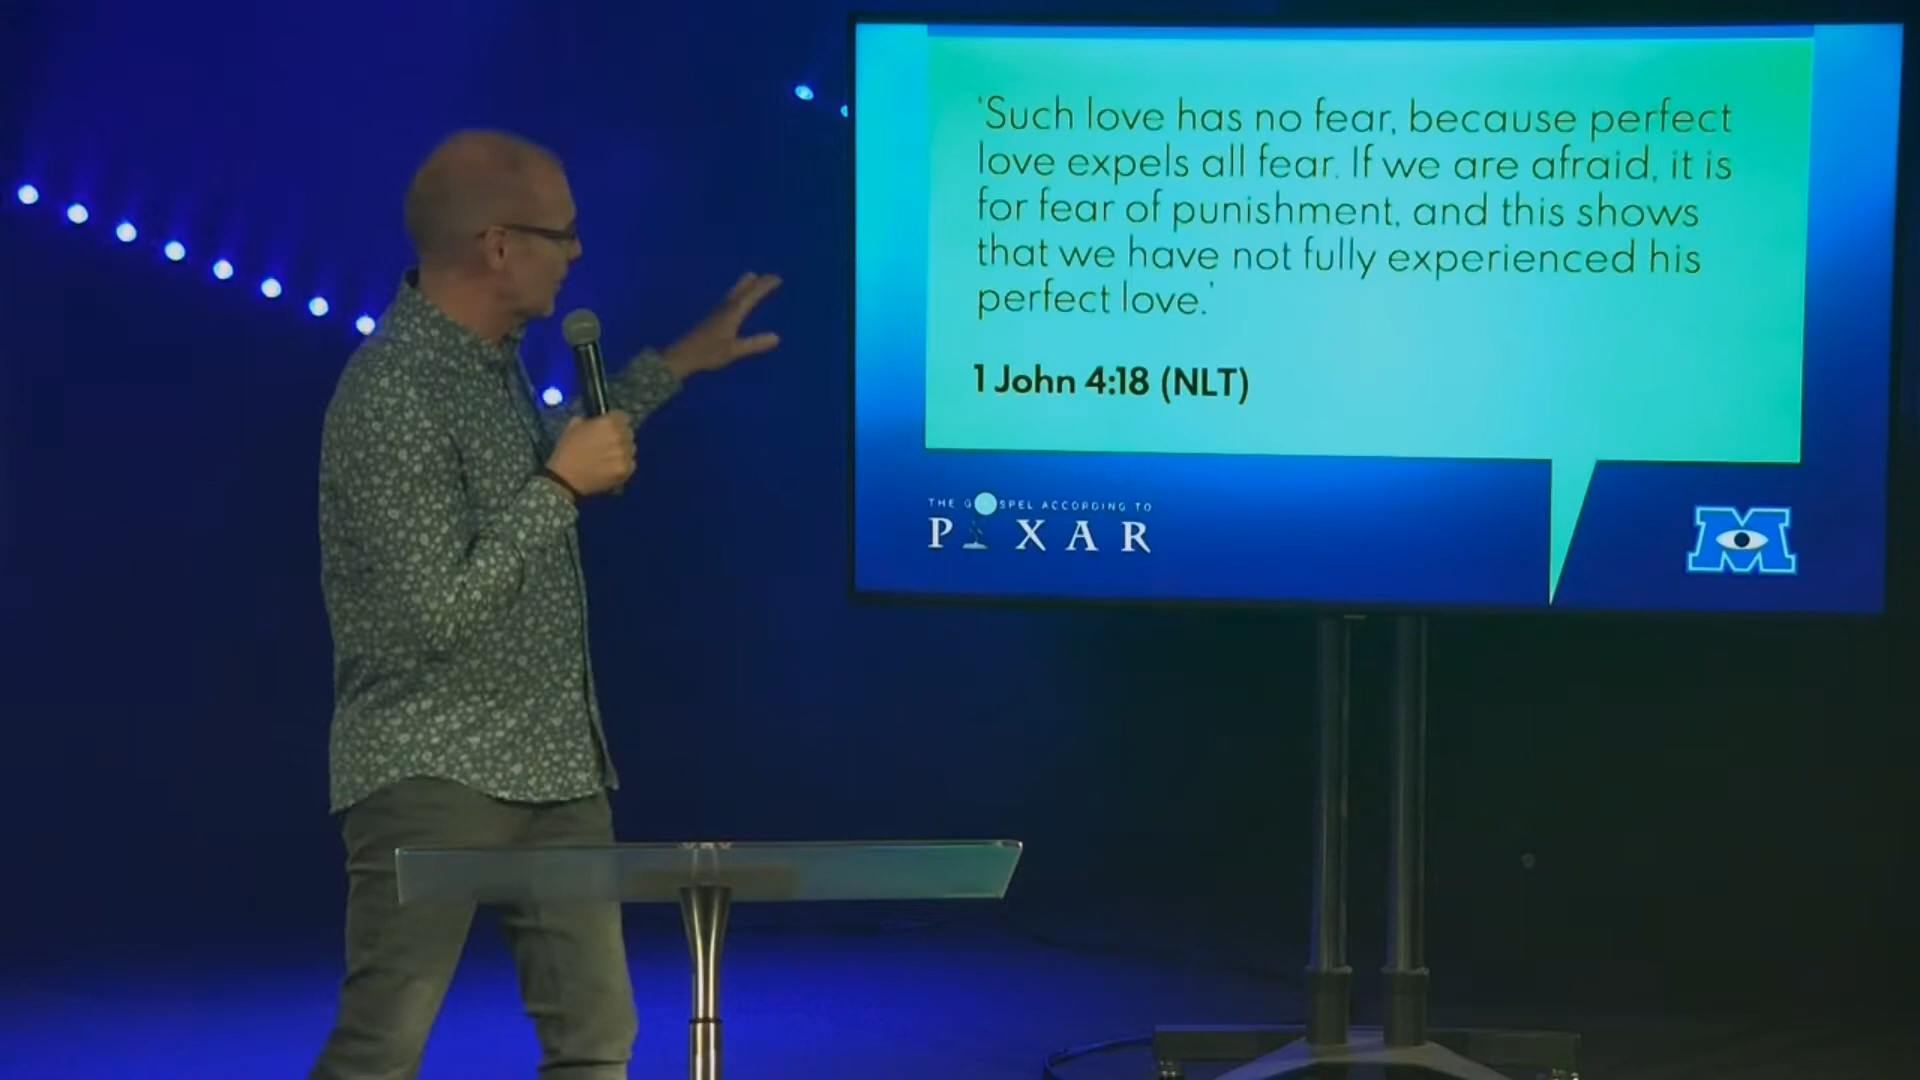 'Such love has no fear, because perfect
love expels all fear. If we are afraid, it is
for fear of punishment, and this shows
that we have not fully experienced his
perfect love.'
1 John 4:18 (NLT)
THE GOSPEL ACCORDING TO
PIXAR
M